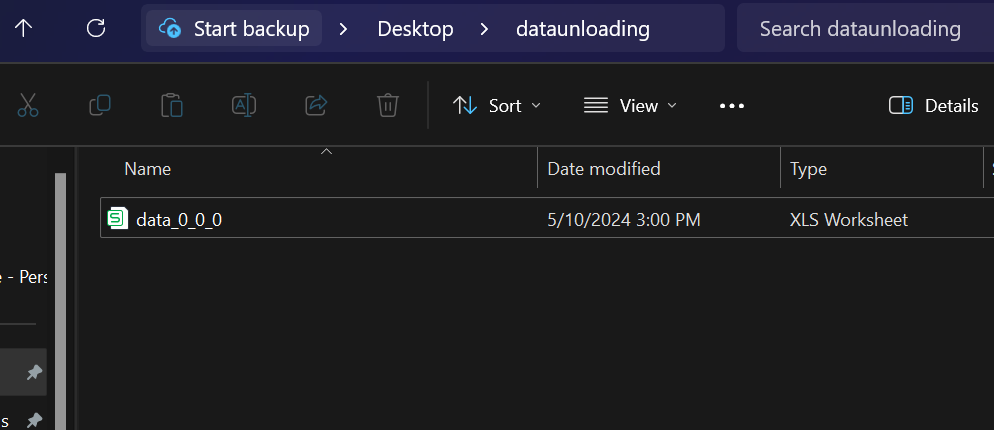 Start backup > Desktop > dataunloading Search dataunloading
Sort View ... Details
Name Date modified Type
data_0_0_0 5/10/2024 3:00 PM XLS Worksheet
e - Pers
s